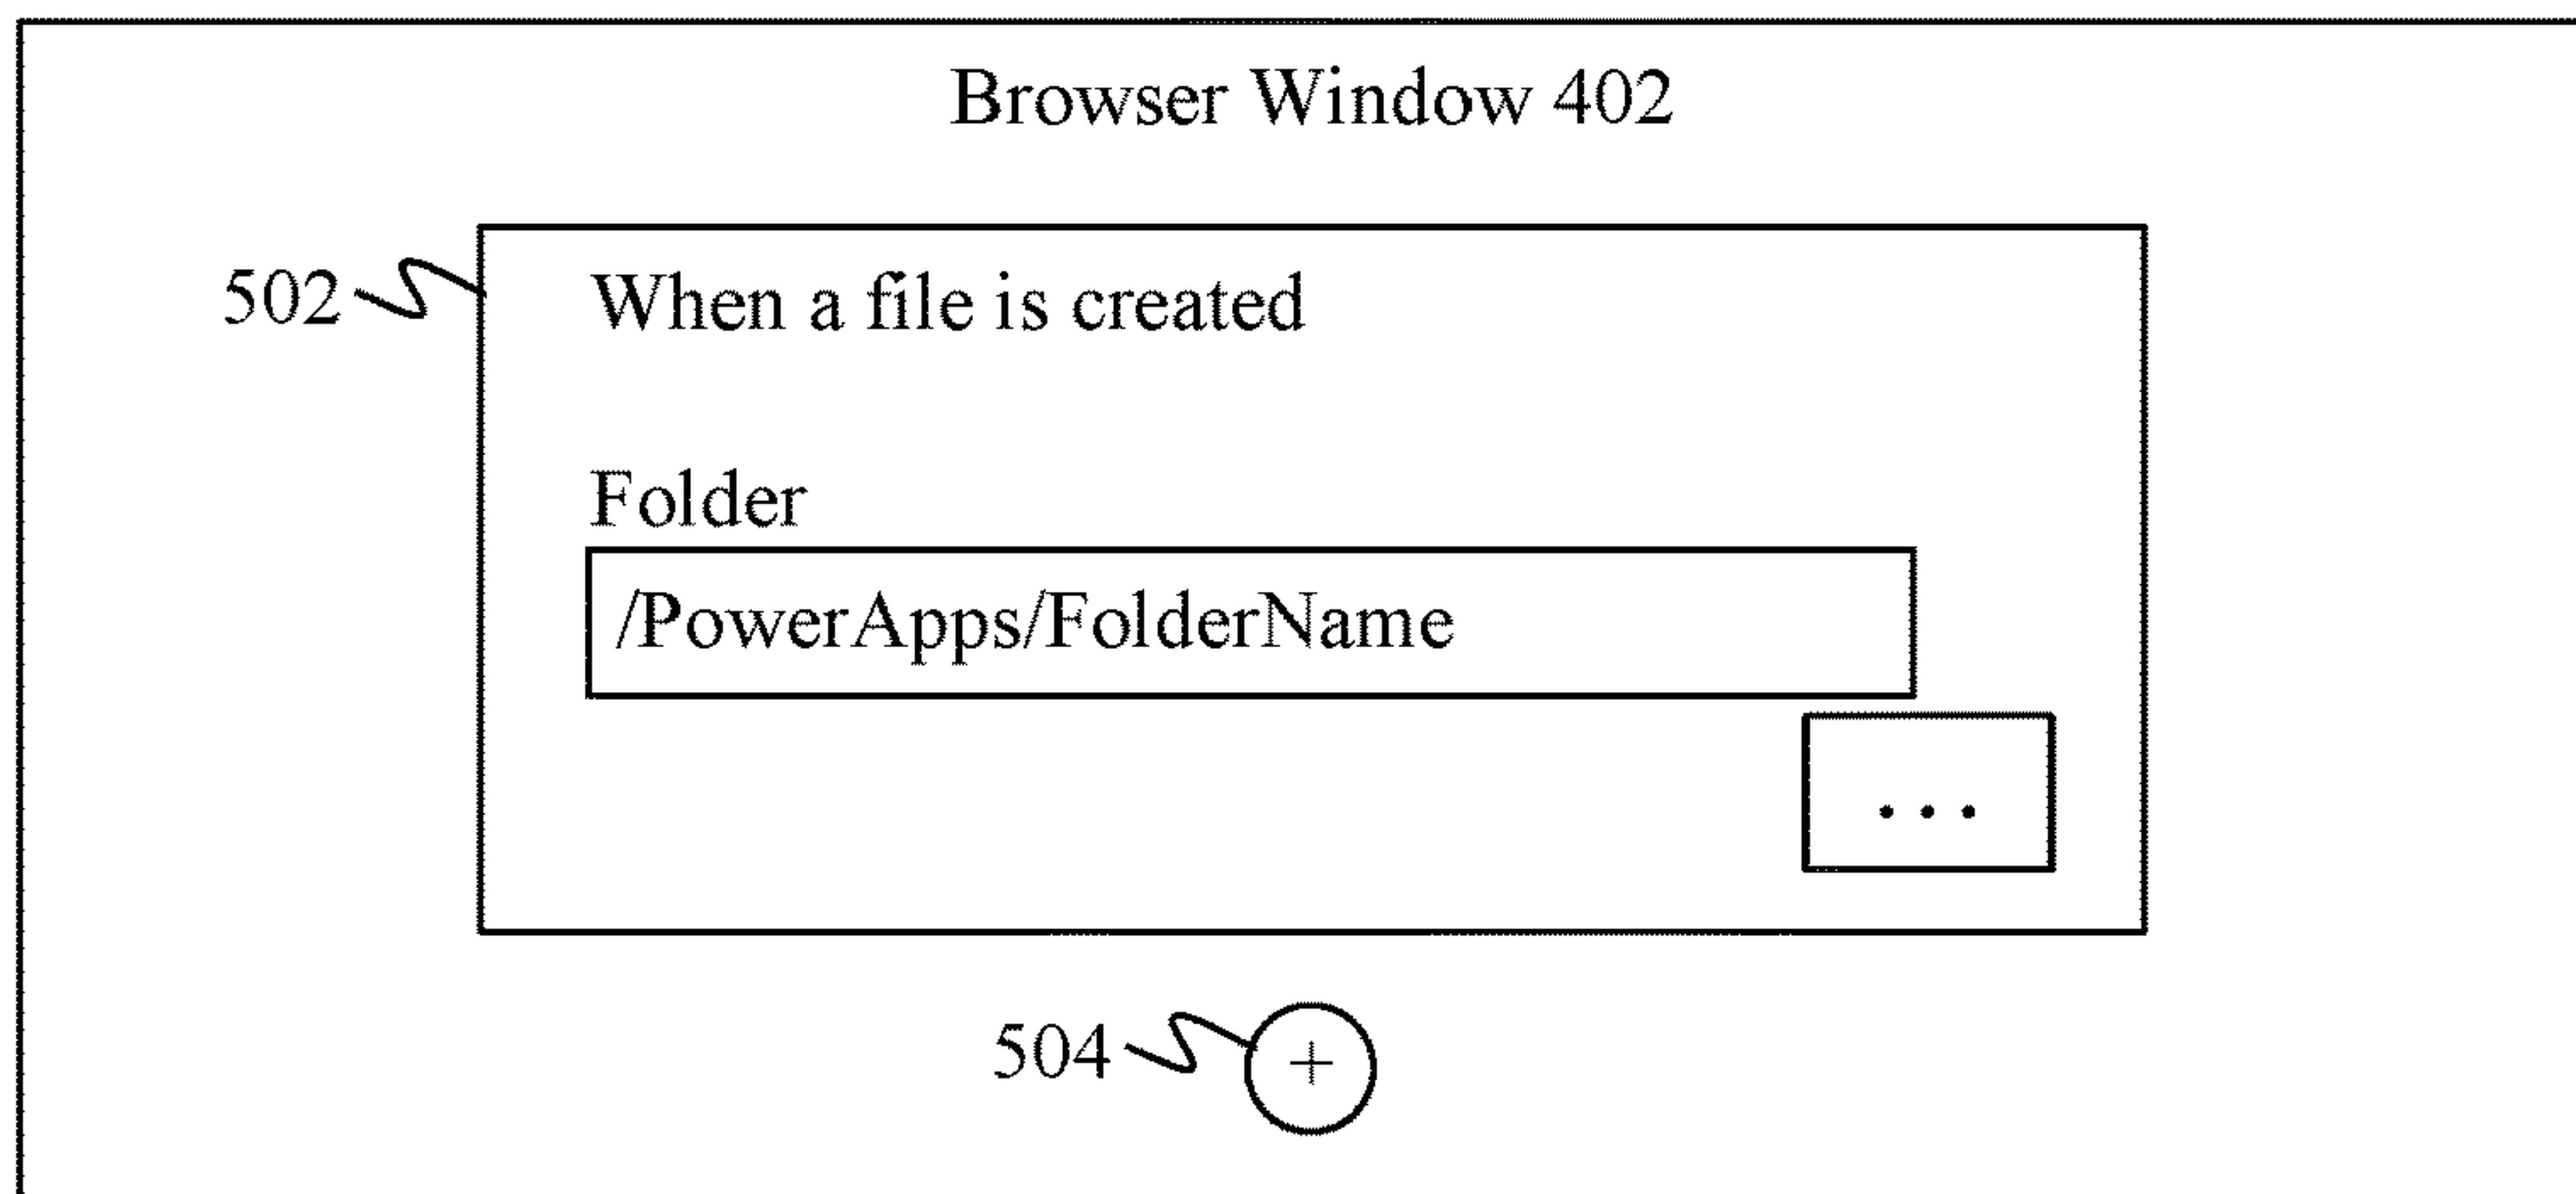 Browser Window 402
502
When a file is created
Folder
/PowerApps/FolderName
...
504
+